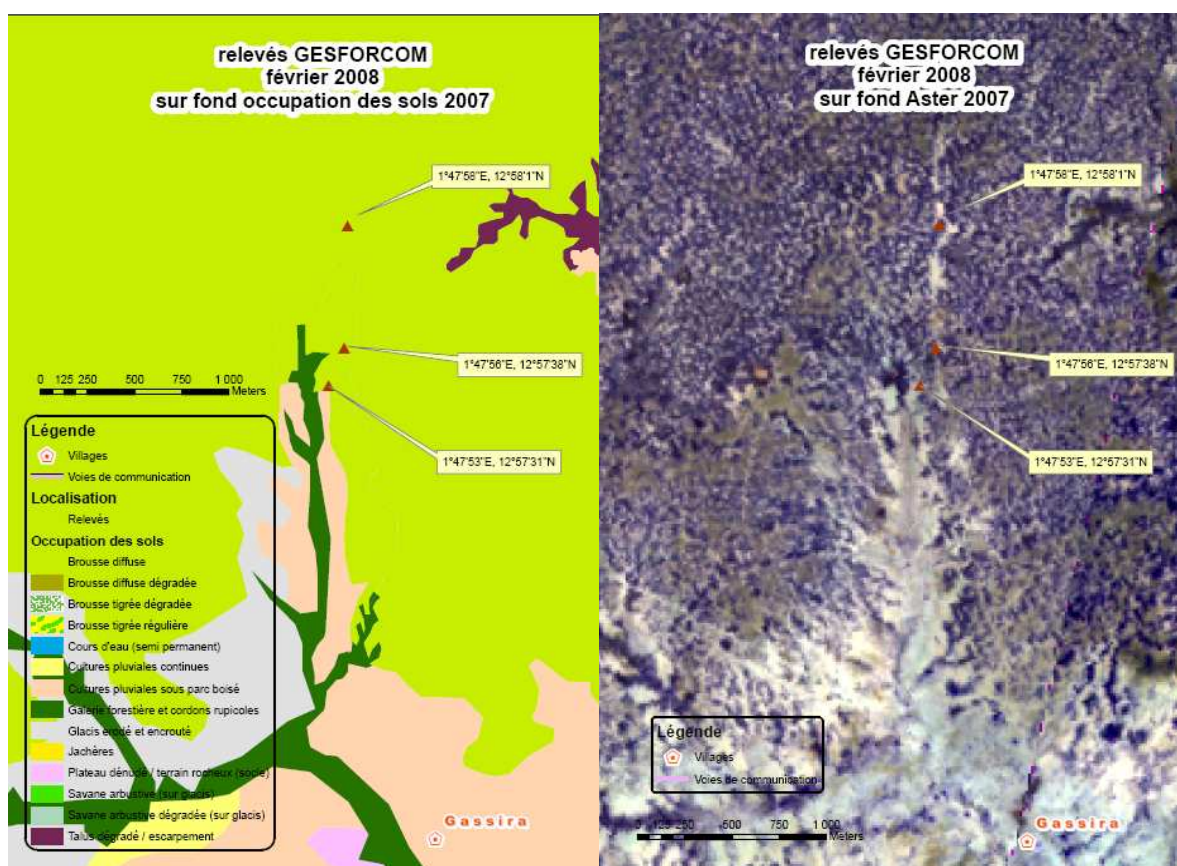 relevés GESFORCOM
février 2008
sur fond occupation des sols 2007
1°47'58"E, 12°58'1"N
1°47'56"E, 12°57'38"N
1°47'53"E, 12°57'31"N
0 125 250 500 750 1 000
Meters
Légende
Villages
Voies de communication
Localisation
Relevés
Occupation des sols
Brousse diffuse
Brousse diffuse dégradée
Brousse tigrée dégradée
Brousse tigrée régulière
Cours d'eau (semi permanent)
Cultures pluviales continues
Cultures pluviales sous parc boisé
Galerie forestière et cordons rupicoles
Glacis érodé et encrouté
Jachères
Plateau dénudé / terrain rocheux (socle)
Savane arbustive (sur glacis)
Savane arbustive dégradée (sur glacis)
Talus dégradé / escarpement
Gassira
relevés GESFORCOM
février 2008
sur fond Aster 2007
1°47'58"E, 12°58'1"N
1°47'56"E, 12°57'38"N
1°47'53"E, 12°57'31"N
Légende
Villages
Voies de communication
0 125 250 500 750 1 000
Meters
Gassira